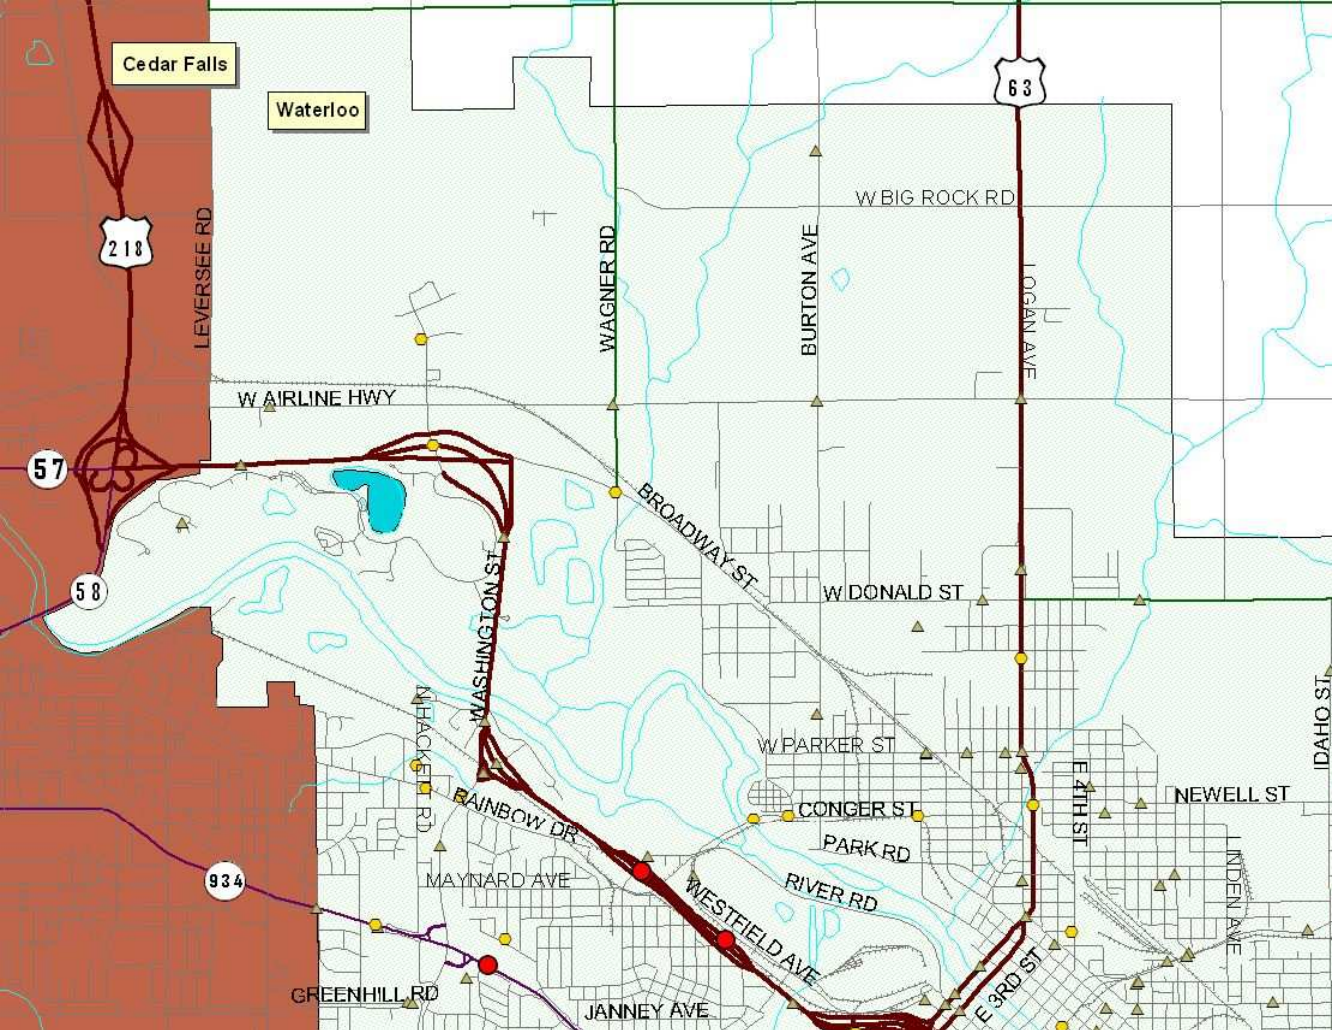 Cedar Falls
63
Waterloo
W BIG ROCK RD
218
LEVERSEE RD
WAGNER RD
BURTON AVE
LOGAN AVE
W AIRLINE HWY
57
BROADWAY ST
58
W DONALD ST
WASHINGTON ST
N HACKETT RD
IDAHO ST
W PARKER ST
E 4TH ST
NEWELL ST
RAINBOW DR
CONGER ST
PARK RD
934
MAYNARD AVE
RIVER RD
LINDEN AVE
WESTFIELD AVE
GREENHILL RD
E 3RD ST
JANNEY AVE